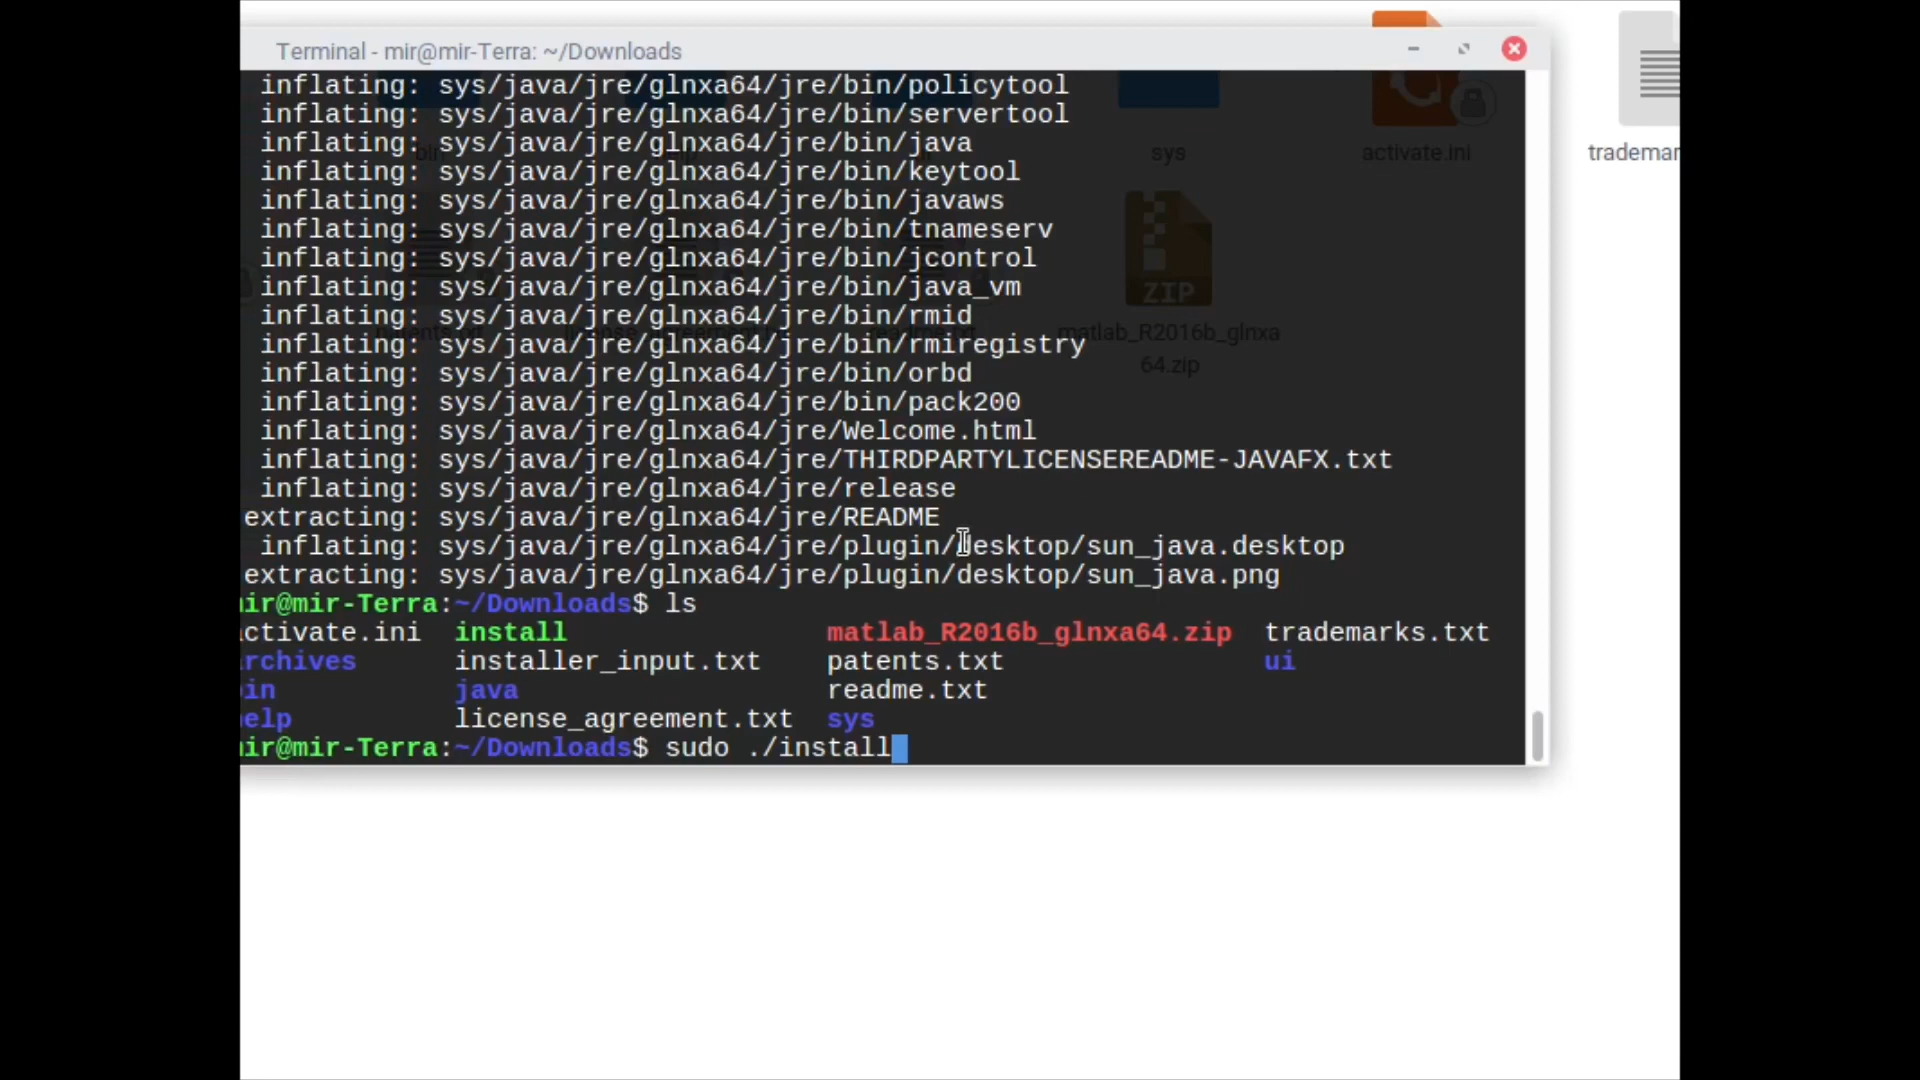 Terminal - mir@mir-Terra: ~/Downloads
inflating: sys/java/jre/glnxa64/jre/bin/policytool
inflating: sys/java/jre/glnxa64/jre/bin/servertool
inflating: sys/java/jre/glnxa64/jre/bin/java
inflating: sys/java/jre/glnxa64/jre/bin/keytool
inflating: sys/java/jre/glnxa64/jre/bin/javaws
inflating: sys/java/jre/glnxa64/jre/bin/tnameserv
inflating: sys/java/jre/glnxa64/jre/bin/jcontrol
inflating: sys/java/jre/glnxa64/jre/bin/java_vm
inflating: sys/java/jre/glnxa64/jre/bin/rmid
inflating: sys/java/jre/glnxa64/jre/bin/rmiregistry
inflating: sys/java/jre/glnxa64/jre/bin/orbd
inflating: sys/java/jre/glnxa64/jre/bin/pack200
inflating: sys/java/jre/glnxa64/jre/Welcome.html
inflating: sys/java/jre/glnxa64/jre/THIRDPARTYLICENSEREADME-JAVAFX.txt
inflating: sys/java/jre/glnxa64/jre/release
extracting: sys/java/jre/glnxa64/jre/README
inflating: sys/java/jre/glnxa64/jre/plugin/desktop/sun_java.desktop
extracting: sys/java/jre/glnxa64/jre/plugin/desktop/sun_java.png
mir@mir-Terra:~/Downloads$ ls
activate.ini install matlab_R2016b_glnxa64.zip trademarks.txt
archives installer_input.txt patents.txt ui
bin java readme.txt
help license_agreement.txt sys
mir@mir-Terra:~/Downloads$ sudo ./install
bin
sys
activate.ini
trademar
ZIP
matlab_R2016b_glnxa
64.zip